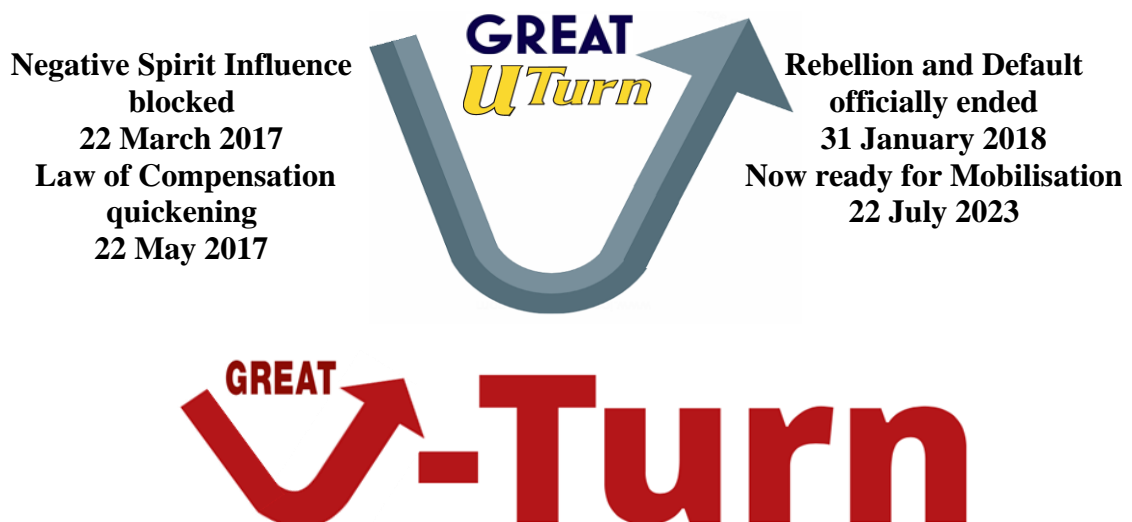 GREAT
U Turn
Negative Spirit Influence
blocked
22 March 2017
Law of Compensation
quickening
22 May 2017
Rebellion and Default
officially ended
31 January 2018
Now ready for Mobilisation
22 July 2023
GREAT
U-Turn